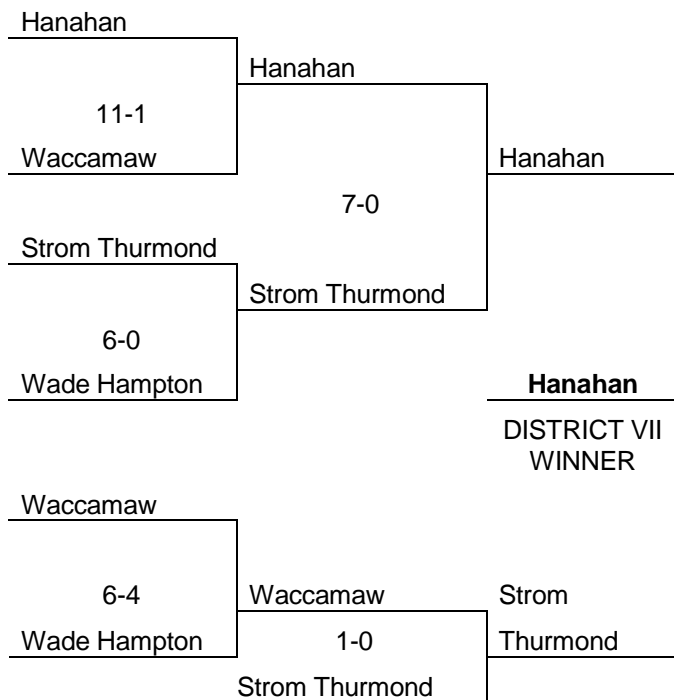 Hanahan
Hanahan
11-1
Waccamaw
Hanahan
7-0
Strom Thurmond
Strom Thurmond
6-0
Wade Hampton
Hanahan
DISTRICT VII
WINNER
Waccamaw
6-4
Waccamaw
Strom
Wade Hampton
1-0
Thurmond
Strom Thurmond